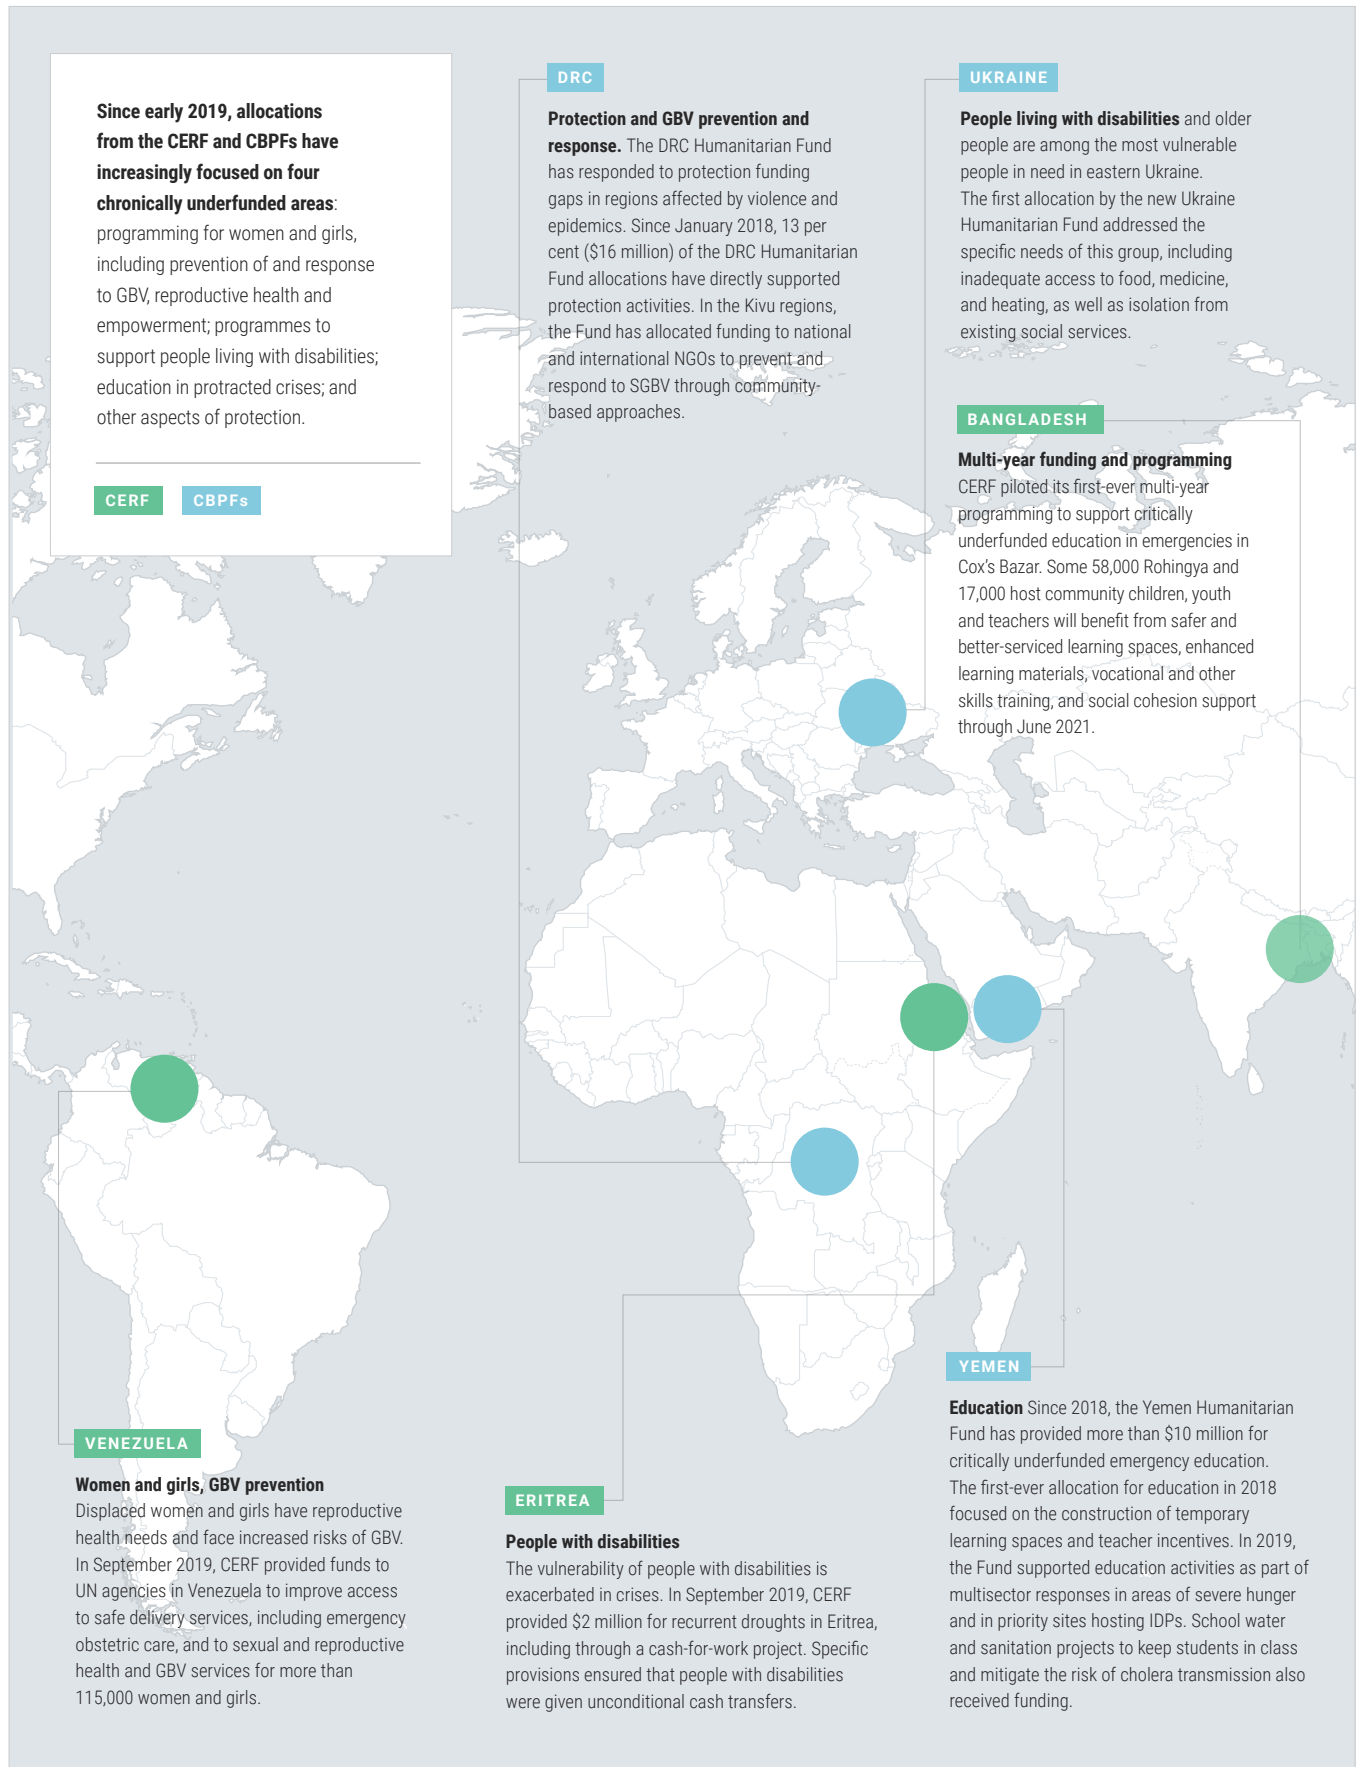 Since early 2019, allocations
from the CERF and CBPFs have
increasingly focused on four
chronically underfunded areas:
programming for women and girls,
including prevention of and response
to GBV, reproductive health and
empowerment; programmes to
support people living with disabilities;
education in protracted crises; and
other aspects of protection.
CERF
CBPFs
DRC
Protection and GBV prevention and
response. The DRC Humanitarian Fund
has responded to protection funding
gaps in regions affected by violence and
epidemics. Since January 2018, 13 per
cent ($16 million) of the DRC Humanitarian
Fund allocations have directly supported
protection activities. In the Kivu regions,
the Fund has allocated funding to national
and international NGOs to prevent and
respond to SGBV through community-
based approaches.
UKRAINE
People living with disabilities and older
people are among the most vulnerable
people in need in eastern Ukraine.
The first allocation by the new Ukraine
Humanitarian Fund addressed the
specific needs of this group, including
inadequate access to food, medicine,
and heating, as well as isolation from
existing social services.
BANGLADESH
Multi-year funding and programming
CERF piloted its first-ever multi-year
programming to support critically
underfunded education in emergencies in
Cox's Bazar. Some 58,000 Rohingya and
17,000 host community children, youth
and teachers will benefit from safer and
better-serviced learning spaces, enhanced
learning materials, vocational and other
skills training, and social cohesion support
through June 2021.
VENEZUELA
Women and girls, GBV prevention
Displaced women and girls have reproductive
health needs and face increased risks of GBV.
In September 2019, CERF provided funds to
UN agencies in Venezuela to improve access
to safe delivery services, including emergency
obstetric care, and to sexual and reproductive
health and GBV services for more than
115,000 women and girls.
ERITREA
People with disabilities
The vulnerability of people with disabilities is
exacerbated in crises. In September 2019, CERF
provided $2 million for recurrent droughts in Eritrea,
including through a cash-for-work project. Specific
provisions ensured that people with disabilities
were given unconditional cash transfers.
YEMEN
Education Since 2018, the Yemen Humanitarian
Fund has provided more than $10 million for
critically underfunded emergency education.
The first-ever allocation for education in 2018
focused on the construction of temporary
learning spaces and teacher incentives. In 2019,
the Fund supported education activities as part of
multisector responses in areas of severe hunger
and in priority sites hosting IDPs. School water
and sanitation projects to keep students in class
and mitigate the risk of cholera transmission also
received funding.